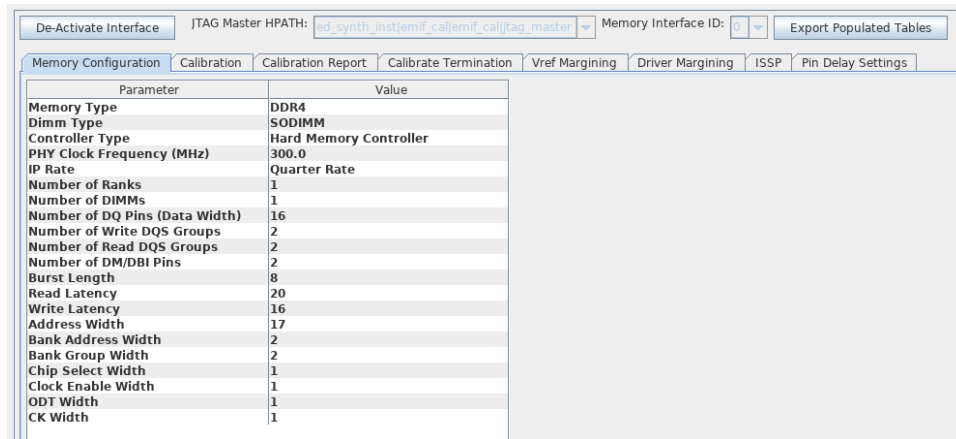 De-Activate Interface JTAG Master HPATH: ed_synth_inst|emif_cal|emif_cal|jtag_master Memory Interface ID: 0 Export Populated Tables
Memory Configuration Calibration Calibration Report Calibrate Termination Vref Margining Driver Margining ISSP Pin Delay Settings
Parameter Value
Memory Type DDR4
Dimm Type SODIMM
Controller Type Hard Memory Controller
PHY Clock Frequency (MHz) 300.0
IP Rate Quarter Rate
Number of Ranks 1
Number of DIMMs 1
Number of DQ Pins (Data Width) 16
Number of Write DQS Groups 2
Number of Read DQS Groups 2
Number of DM/DBI Pins 2
Burst Length 8
Read Latency 20
Write Latency 16
Address Width 17
Bank Address Width 2
Bank Group Width 2
Chip Select Width 1
Clock Enable Width 1
ODT Width 1
CK Width 1